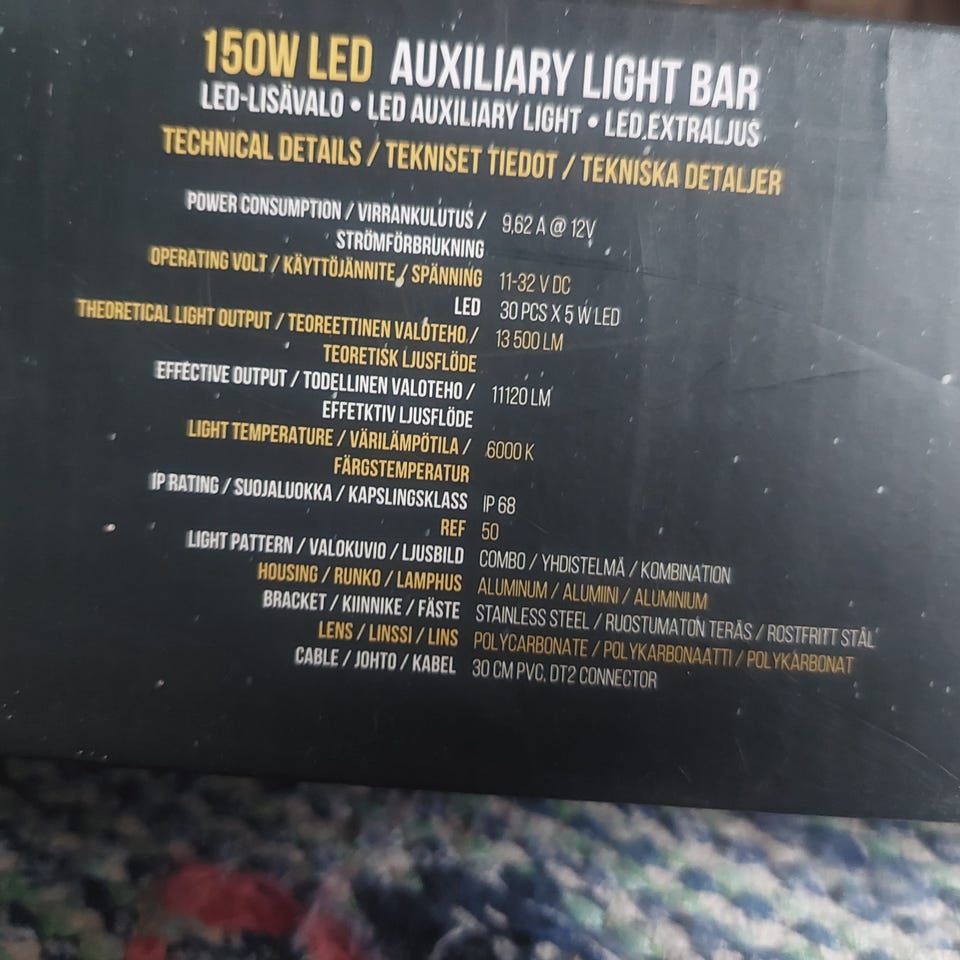 150W LED AUXILIARY LIGHT BAR
LED-LISÄVALO • LED AUXILIARY LIGHT • LED.EXTRALJUS
TECHNICAL DETAILS / TEKNISET TIEDOT / TEKNISKA DETALJER
POWER CONSUMPTION / VIRRANKULUTUS / 9,62 A @ 12V
STRÖMFÖRBRUKNING
OPERATING VOLT / KÄYTTÖJÄNNITE / SPÄNNING 11-32 V DC
LED 30 PCS X 5 W LED
THEORETICAL LIGHT OUTPUT / TEOREETTINEN VALOTEHO / 13 500 LM
TEORETISK LJUSFLÖDE
EFFECTIVE OUTPUT / TODELLINEN VALOTEHO / 11120 LM
EFFETKTIV LJUSFLÖDE
LIGHT TEMPERATURE / VÄRILÄMPÖTILA / 6000 K
FÄRGSTEMPERATUR
IP RATING / SUOJALUOKKA / KAPSLINGSKLASS IP 68
REF 50
LIGHT PATTERN / VALOKUVIO / LJUSBILD COMBO / YHDISTELMÄ / KOMBINATION
HOUSING / RUNKO / LAMPHUS ALUMINUM / ALUMIINI / ALUMINIUM
BRACKET / KIINNIKE / FÄSTE STAINLESS STEEL / RUOSTUMATON TERÄS / ROSTFRITT STÅL
LENS / LINSSI / LINS POLYCARBONATE / POLYKARBONAATTI / POLYKARBONAT
CABLE / JOHTO / KABEL 30 CM PVC, DT2 CONNECTOR